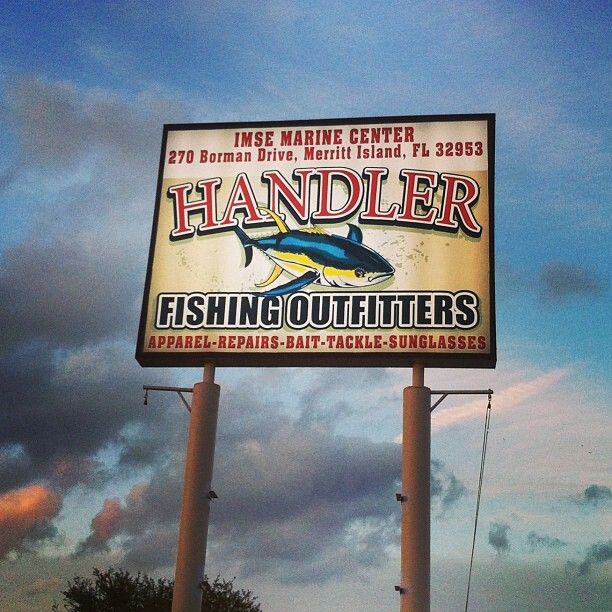 IMSE MARINE CENTER
270 Borman Drive, Merritt Island, FL 32953
HANDLER
FISHING OUTFITTERS
APPAREL-REPAIRS-BAIT-TACKLE-SUNGLASSES